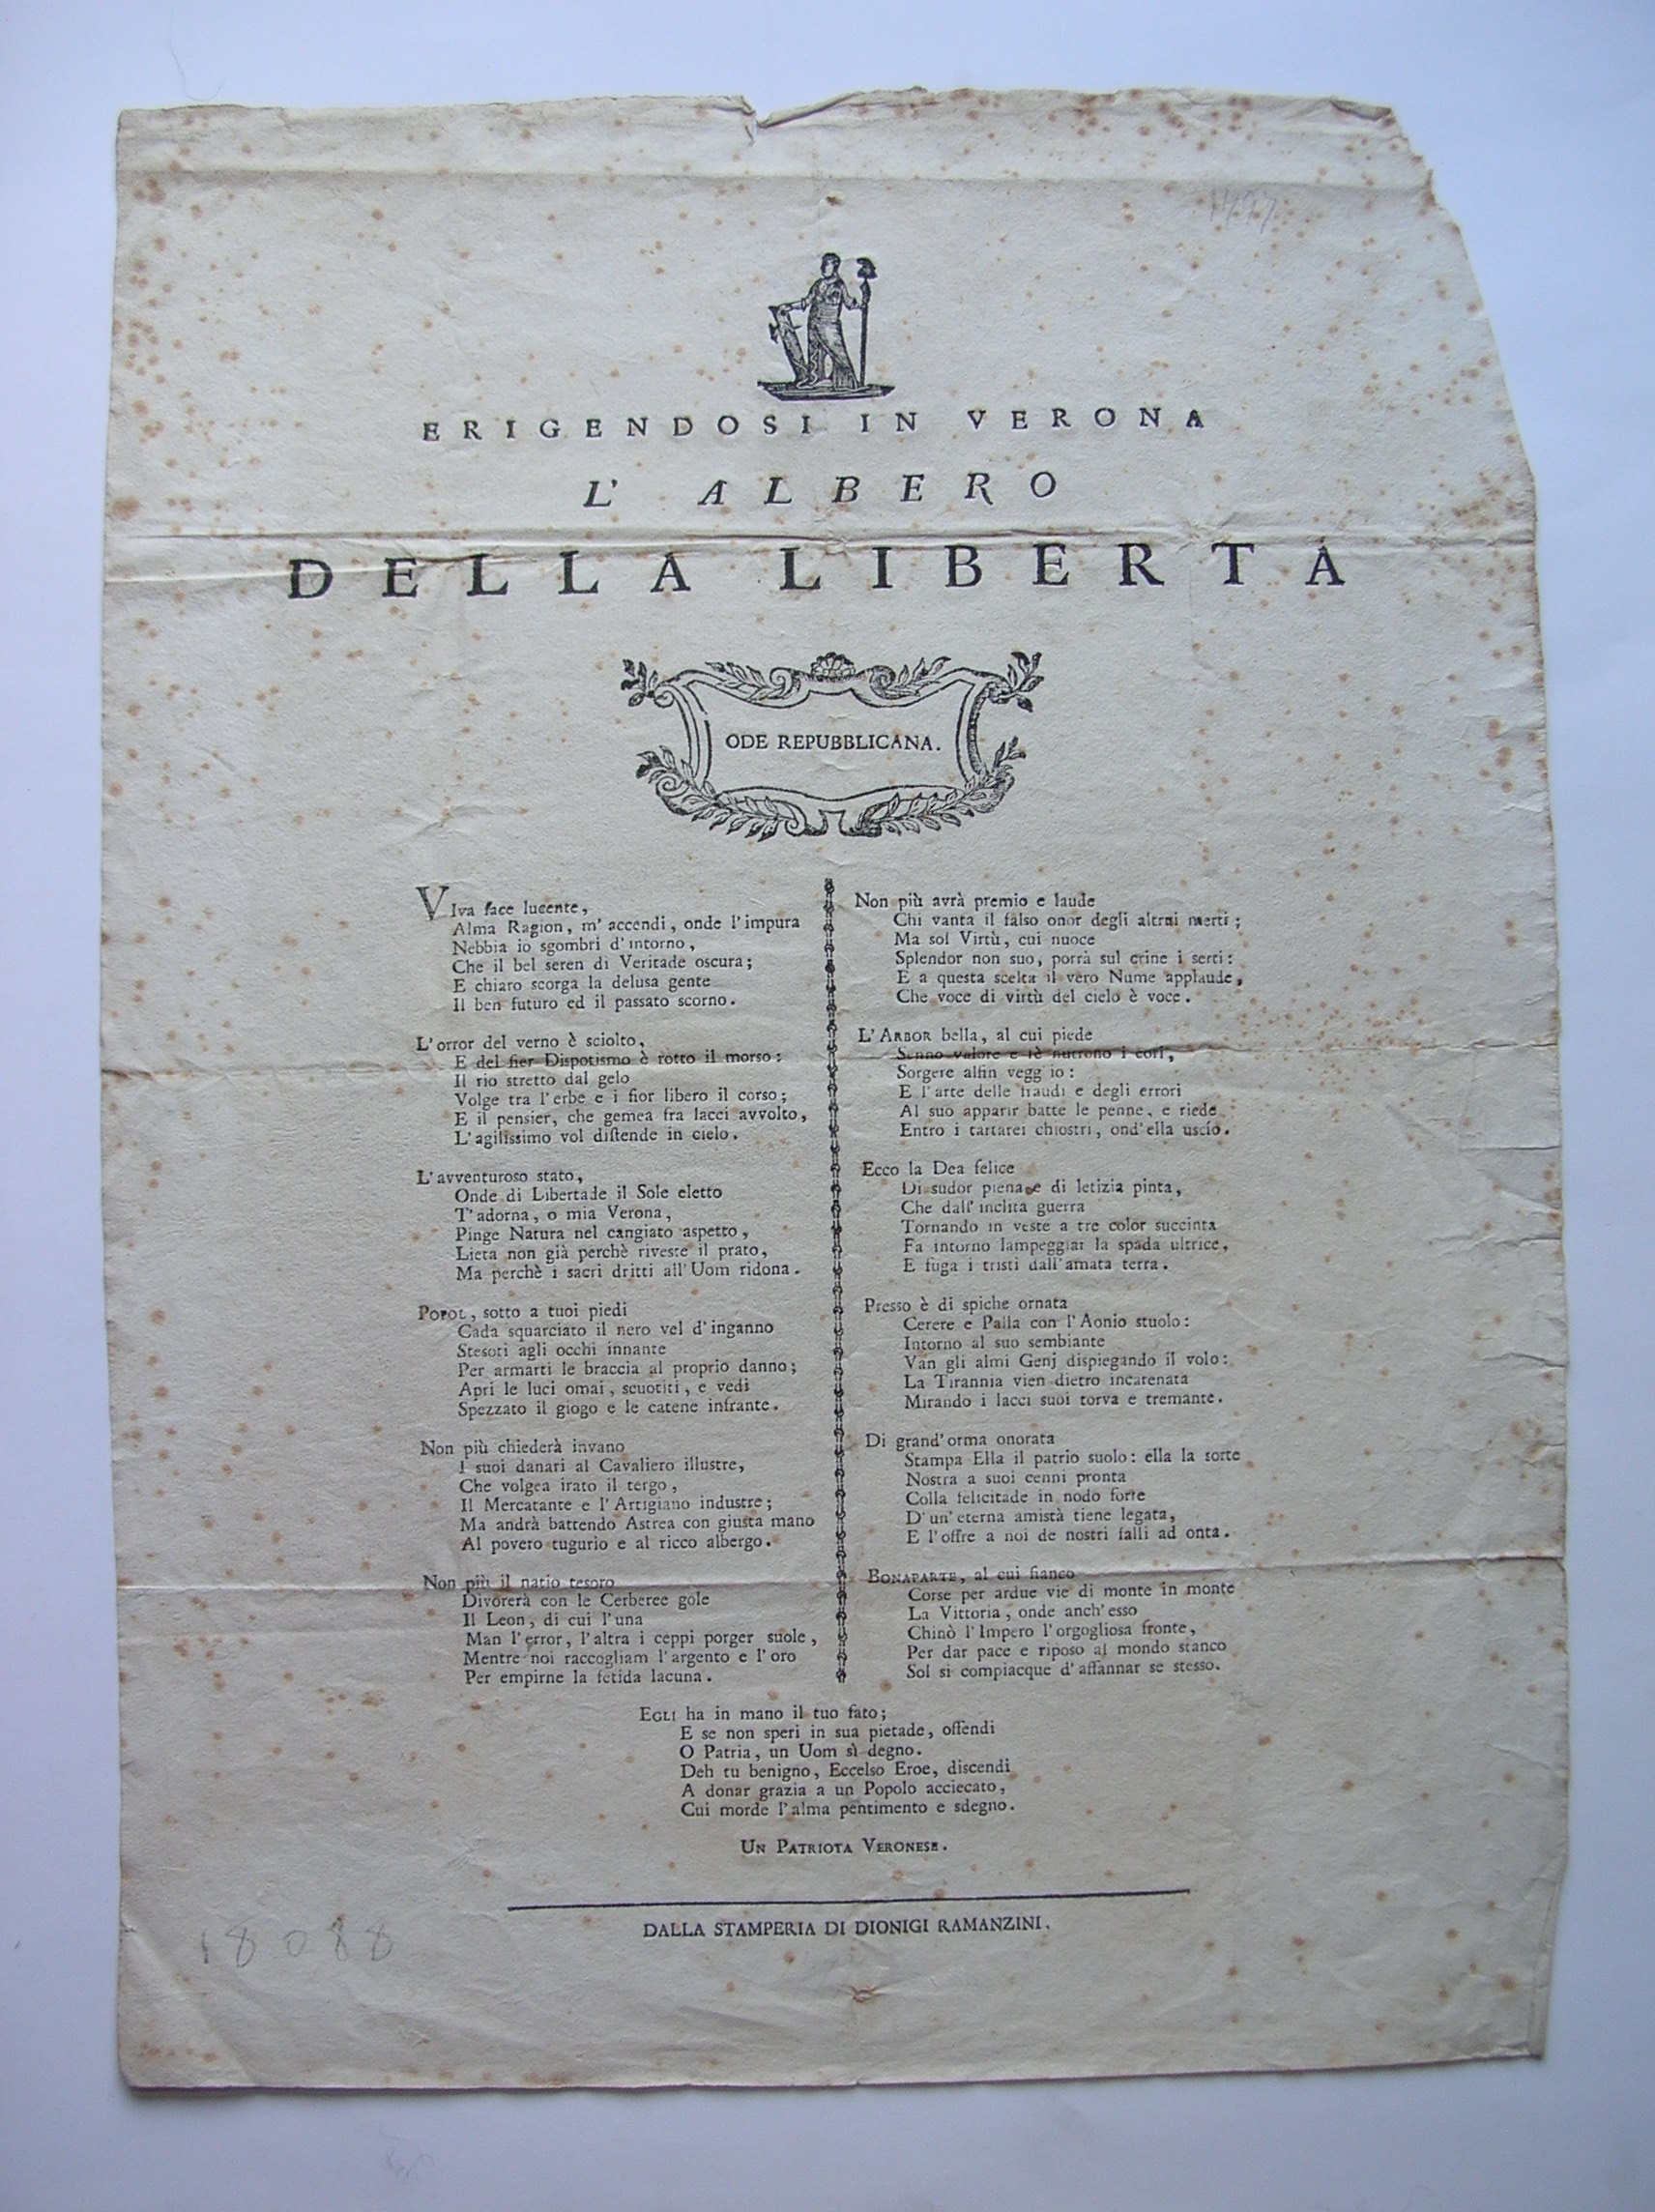 ERIGENDOSI IN VERONA
L' ALBERO
DELLA LIBERTÀ
ODE REPUBBLICANA.
VIva face lucente,
Alma Ragion, m' accendi, onde l'impura
Nebbia io sgombri d'intorno,
Che il bel seren di Veritade oscura;
E chiaro scorga la delusa gente
Il ben futuro ed il passato scorno.
L'orror del verno è sciolto,
E del fier Dispotismo è rotto il morso:
Il rio stretto dal gelo
Volge tra l'erbe e i fior libero il corso;
E il pensier, che gemea fra lacci avvolto,
L'agilissimo vol distende in cielo.
L'avventuroso stato,
Onde di Libertade il Sole eletto
T'adorna, o mia Verona,
Pinge Natura nel cangiato aspetto,
Lieta non già perchè riveste il prato,
Ma perchè i sacri dritti all'Uom ridona.
POPOL, sotto a tuoi piedi
Cada squarciato il nero vel d'inganno
Stesoti agli occhi innante
Per armarti le braccia al proprio danno;
Apri le luci omai, scuotiti, e vedi
Spezzato il giogo e le catene infrante.
Non più chiederà invano
I suoi danari al Cavaliero illustre,
Che volgea irato il tergo,
Il Mercatante e l'Artigiano industre;
Ma andrà battendo Astrea con giusta mano
Al povero tugurio e al ricco albergo.
Non più il natio tesoro
Divorerà con le Cerberee gole
Il Leon, di cui l'una
Man l'error, l'altra i ceppi porger suole,
Mentre noi raccogliam l'argento e l'oro
Per empirne la fetida lacuna.
Non più avrà premio e laude
Chi vanta il falso onor degli altrui merti;
Ma sol Virtù, cui nuoce
Splendor non suo, porrà sul crine i serti:
E a questa scelta il vero Nume applaude,
Che voce di virtù del cielo è voce.
L'ARBOR bella, al cui piede
Senno valore e fè nutrono i cori,
Sorgere alfin vegg'io:
E l'arte delle fraudi e degli errori
Al suo apparir batte le penne, e riede
Entro i tartarei chiostri, ond'ella uscío.
Ecco la Dea felice
Di sudor piena e di letizia pinta,
Che dall'inclita guerra
Tornando in veste a tre color succinta
Fa intorno lampeggiar la spada ultrice,
E fuga i tristi dall'amata terra.
Presso è di spiche ornata
Cerere e Palla con l'Aonio stuolo:
Intorno al suo sembiante
Van gli almi Genj dispiegando il volo:
La Tirannia vien dietro incatenata
Mirando i lacci suoi torva e tremante.
Di grand'orma onorata
Stampa Ella il patrio suolo: ella la sorte
Nostra a suoi cenni pronta
Colla felicitade in nodo forte
D'un'eterna amistà tiene legata,
E l'offre a noi de nostri falli ad onta.
BONAPARTE, al cui fianco
Corse per ardue vie di monte in monte
La Vittoria, onde anch'esso
Chinò l'Impero l'orgogliosa fronte,
Per dar pace e riposo al mondo stanco
Sol si compiacque d'affannar se stesso.
EGLI ha in mano il tuo fato;
E se non speri in sua pietade, offendi
O Patria, un Uom sì degno.
Deh tu benigno, Eccelso Eroe, discendi
A donar grazia a un Popolo acciecato,
Cui morde l'alma pentimento e sdegno.
UN PATRIOTA VERONESE.
DALLA STAMPERIA DI DIONIGI RAMANZINI.
18088